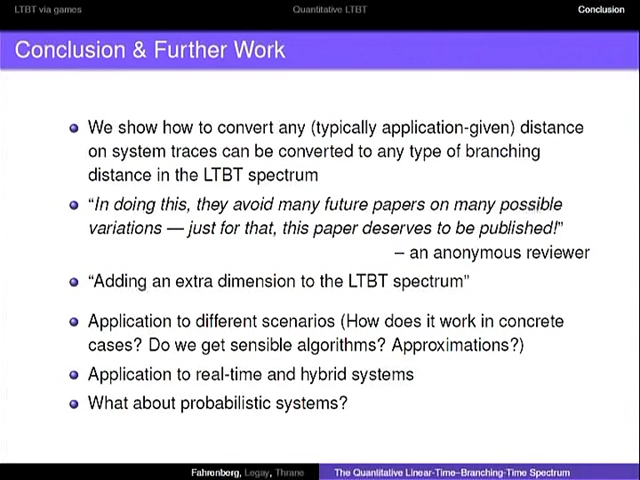 LTBT via games Quantitative LTBT Conclusion
Conclusion & Further Work
We show how to convert any (typically application-given) distance
on system traces can be converted to any type of branching
distance in the LTBT spectrum
“In doing this, they avoid many future papers on many possible
variations — just for that, this paper deserves to be published!”
– an anonymous reviewer
“Adding an extra dimension to the LTBT spectrum”
Application to different scenarios (How does it work in concrete
cases? Do we get sensible algorithms? Approximations?)
Application to real-time and hybrid systems
What about probabilistic systems?
Fahrenberg, Legay, Thrane The Quantitative Linear-Time–Branching-Time Spectrum